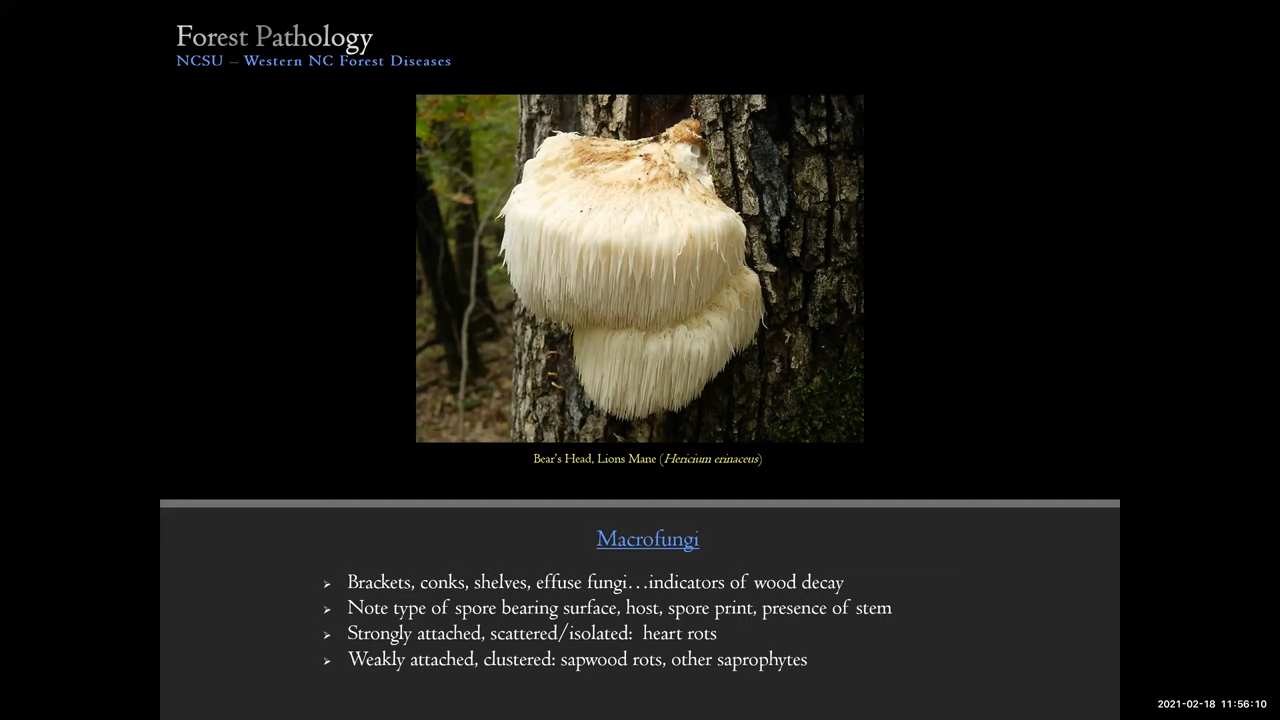 Forest Pathology
NCSU – Western NC Forest Diseases
Bear's Head, Lions Mane (Hericium erinaceus)
Macrofungi
➢ Brackets, conks, shelves, effuse fungi…indicators of wood decay
➢ Note type of spore bearing surface, host, spore print, presence of stem
➢ Strongly attached, scattered/isolated: heart rots
➢ Weakly attached, clustered: sapwood rots, other saprophytes
2021-02-18 11:56:10